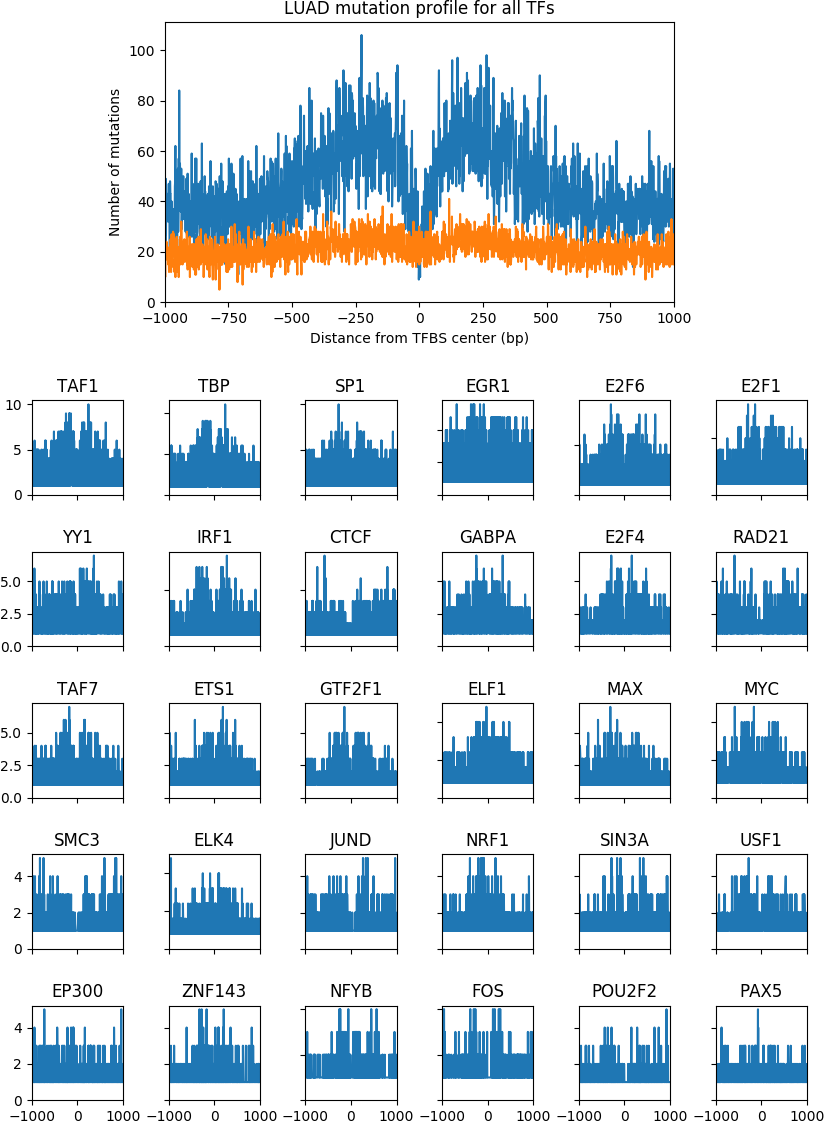 LUAD mutation profile for all TFs
100
80
60
40
20
0
Number of mutations
−1000 −750 −500 −250 0 250 500 750 1000
Distance from TFBS center (bp)
TAF1 TBP SP1 EGR1 E2F6 E2F1
10
5
0
YY1 IRF1 CTCF GABPA E2F4 RAD21
5.0
2.5
0.0
TAF7 ETS1 GTF2F1 ELF1 MAX MYC
5.0
2.5
0.0
SMC3 ELK4 JUND NRF1 SIN3A USF1
4
2
0
EP300 ZNF143 NFYB FOS POU2F2 PAX5
4
2
0
−1000 0 1000 −1000 0 1000 −1000 0 1000 −1000 0 1000 −1000 0 1000 −1000 0 1000